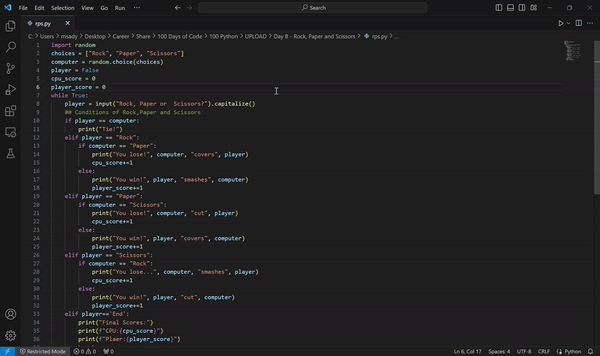 File Edit Selection View Go Run ... Search
rps.py
C: > Users > msady > Desktop > Career > Share > 100 Days of Code > 100 Python > UPLOAD > Day 8 - Rock, Paper and Scissors > rps.py > ...
1 import random
2 choices = ["Rock", "Paper", "Scissors"]
3 computer = random.choice(choices)
4 player = False
5 cpu_score = 0
6 player_score = 0
7 while True:
8 player = input("Rock, Paper or  Scissors?").capitalize()
9 ## Conditions of Rock,Paper and Scissors
10 if player == computer:
11 print("Tie!")
12 elif player == "Rock":
13 if computer == "Paper":
14 print("You lose!", computer, "covers", player)
15 cpu_score+=1
16 else:
17 print("You win!", player, "smashes", computer)
18 player_score+=1
19 elif player == "Paper":
20 if computer == "Scissors":
21 print("You lose!", computer, "cut", player)
22 cpu_score+=1
23 else:
24 print("You win!", player, "covers", computer)
25 player_score+=1
26 elif player == "Scissors":
27 if computer == "Rock":
28 print("You lose...", computer, "smashes", player)
29 cpu_score+=1
30 else:
31 print("You win!", player, "cut", computer)
32 player_score+=1
33 elif player=='End':
34 print("Final Scores:")
35 print(f"CPU:{cpu_score}")
36 print(f"Plaer:{player_score}")
Restricted Mode 0 0 0 Ln 6, Col 17 Spaces: 4 UTF-8 CRLF Python